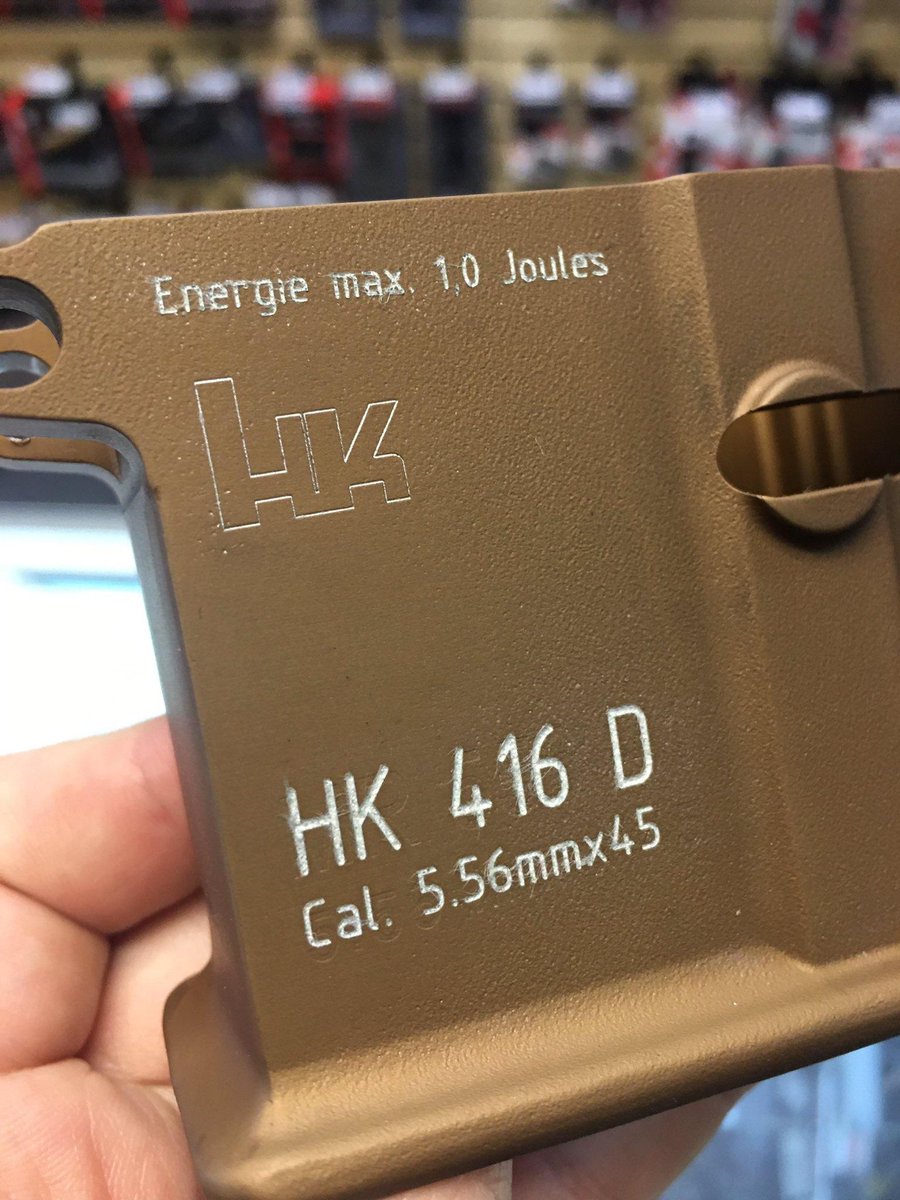 Energie max. 1,0 Joules
HK
HK 416 D
Cal. 5.56mmx45